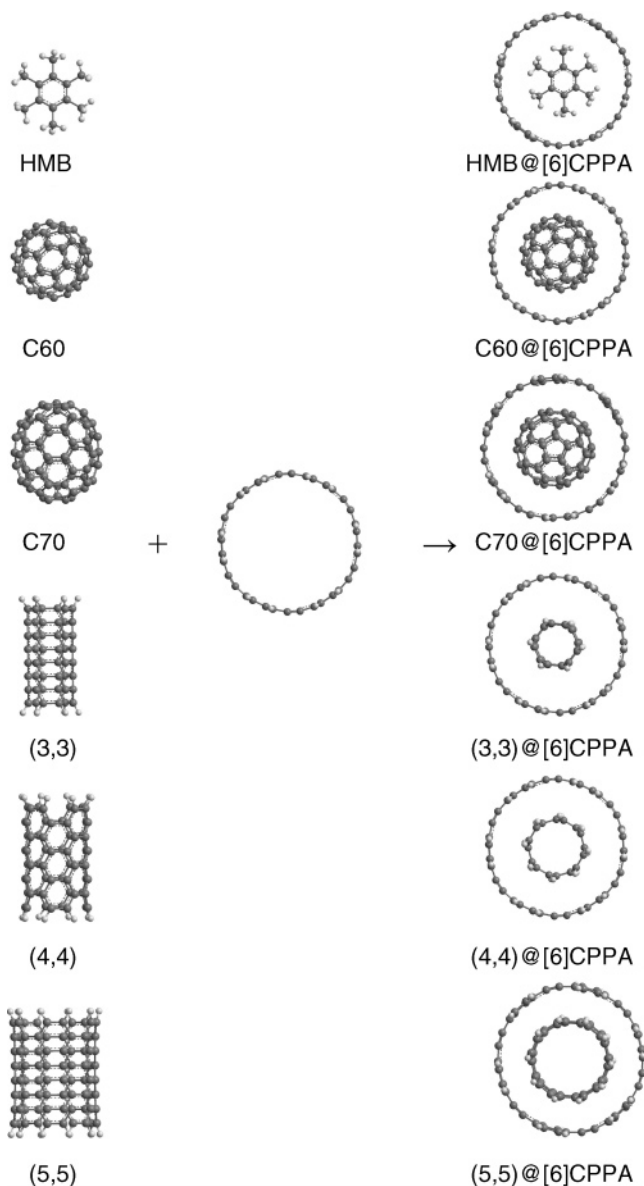 HMB
HMB@[6]CPPA
C60
C60@[6]CPPA
C70
+
→
C70@[6]CPPA
(3,3)
(3,3)@[6]CPPA
(4,4)
(4,4)@[6]CPPA
(5,5)
(5,5)@[6]CPPA